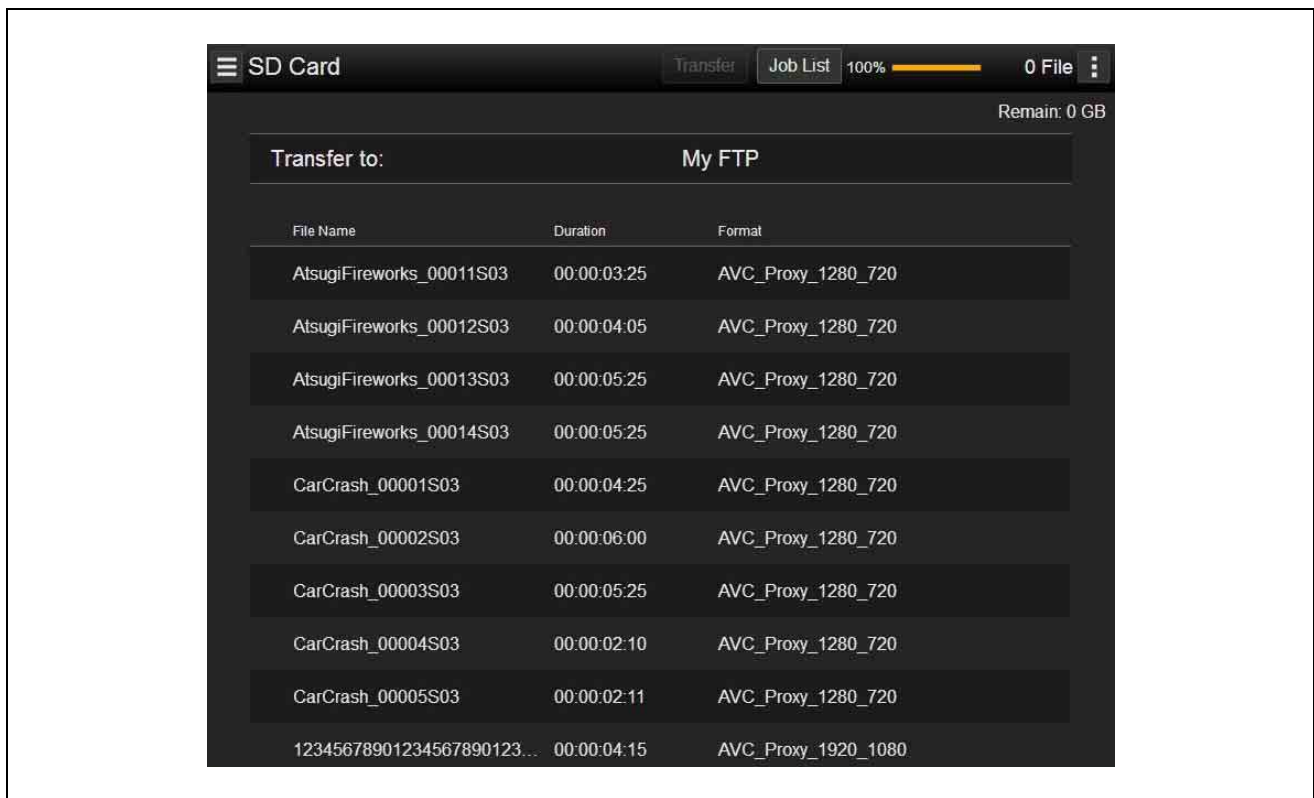 SD Card Transfer Job List 100% 0 File
Remain: 0 GB
Transfer to: My FTP
File Name Duration Format
AtsugiFireworks_00011S03 00:00:03:25 AVC_Proxy_1280_720
AtsugiFireworks_00012S03 00:00:04:05 AVC_Proxy_1280_720
AtsugiFireworks_00013S03 00:00:05:25 AVC_Proxy_1280_720
AtsugiFireworks_00014S03 00:00:05:25 AVC_Proxy_1280_720
CarCrash_00001S03 00:00:04:25 AVC_Proxy_1280_720
CarCrash_00002S03 00:00:06:00 AVC_Proxy_1280_720
CarCrash_00003S03 00:00:05:25 AVC_Proxy_1280_720
CarCrash_00004S03 00:00:02:10 AVC_Proxy_1280_720
CarCrash_00005S03 00:00:02:11 AVC_Proxy_1280_720
12345678901234567890123... 00:00:04:15 AVC_Proxy_1920_1080